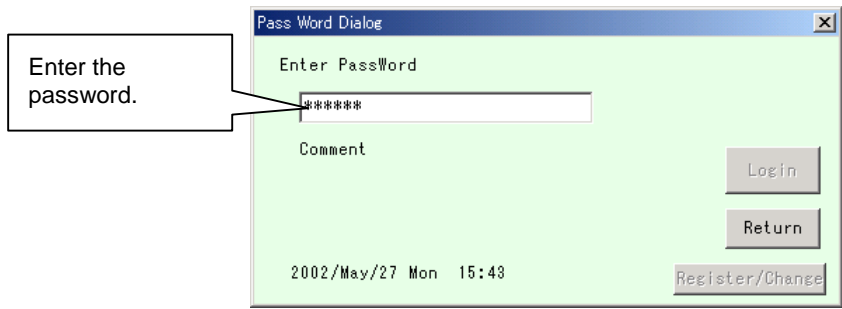 Pass Word Dialog
Enter the
password.
Enter PassWord
******
Comment
Login
Return
2002/May/27 Mon 15:43
Register/Change